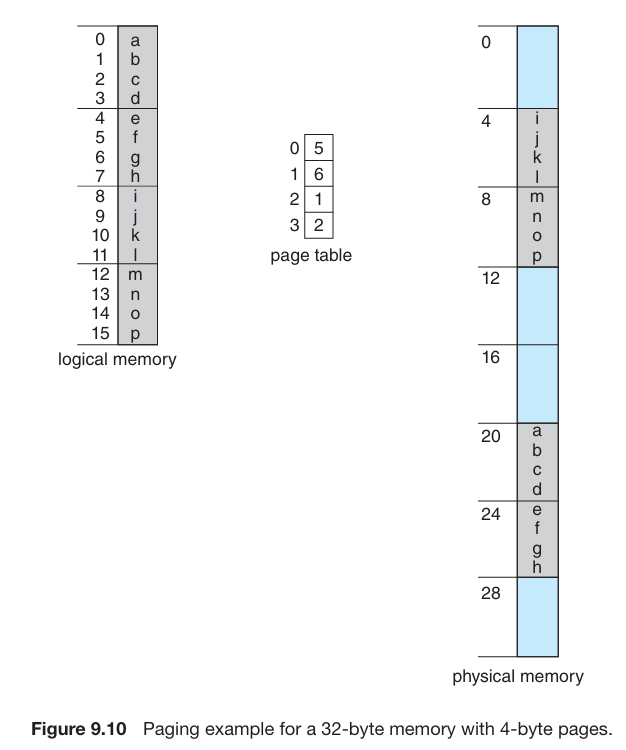 0 a
1 b
2 c
3 d
4 e
5 f
6 g
7 h
8 i
9 j
10 k
11 l
12 m
13 n
14 o
15 p
logical memory
0 5
1 6
2 1
3 2
page table
0
4 i
j
k
l
8 m
n
o
p
12
16
20 a
b
c
d
24 e
f
g
h
28
physical memory
Figure 9.10 Paging example for a 32-byte memory with 4-byte pages.